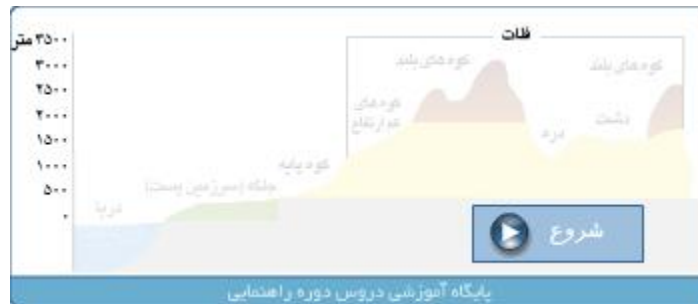 فلات
۳۵۰۰ متر
۳۰۰۰
۲۵۰۰
۲۰۰۰
۱۵۰۰
۱۰۰۰
۵۰۰
۰
کوه های بلند
کوه های بلند
کوه های
کم ارتفاع
دشت
دره
کوه پایه
جلگه (سرزمین پست)
دریا
شروع
پایگاه آموزشی دروس دوره راهنمایی